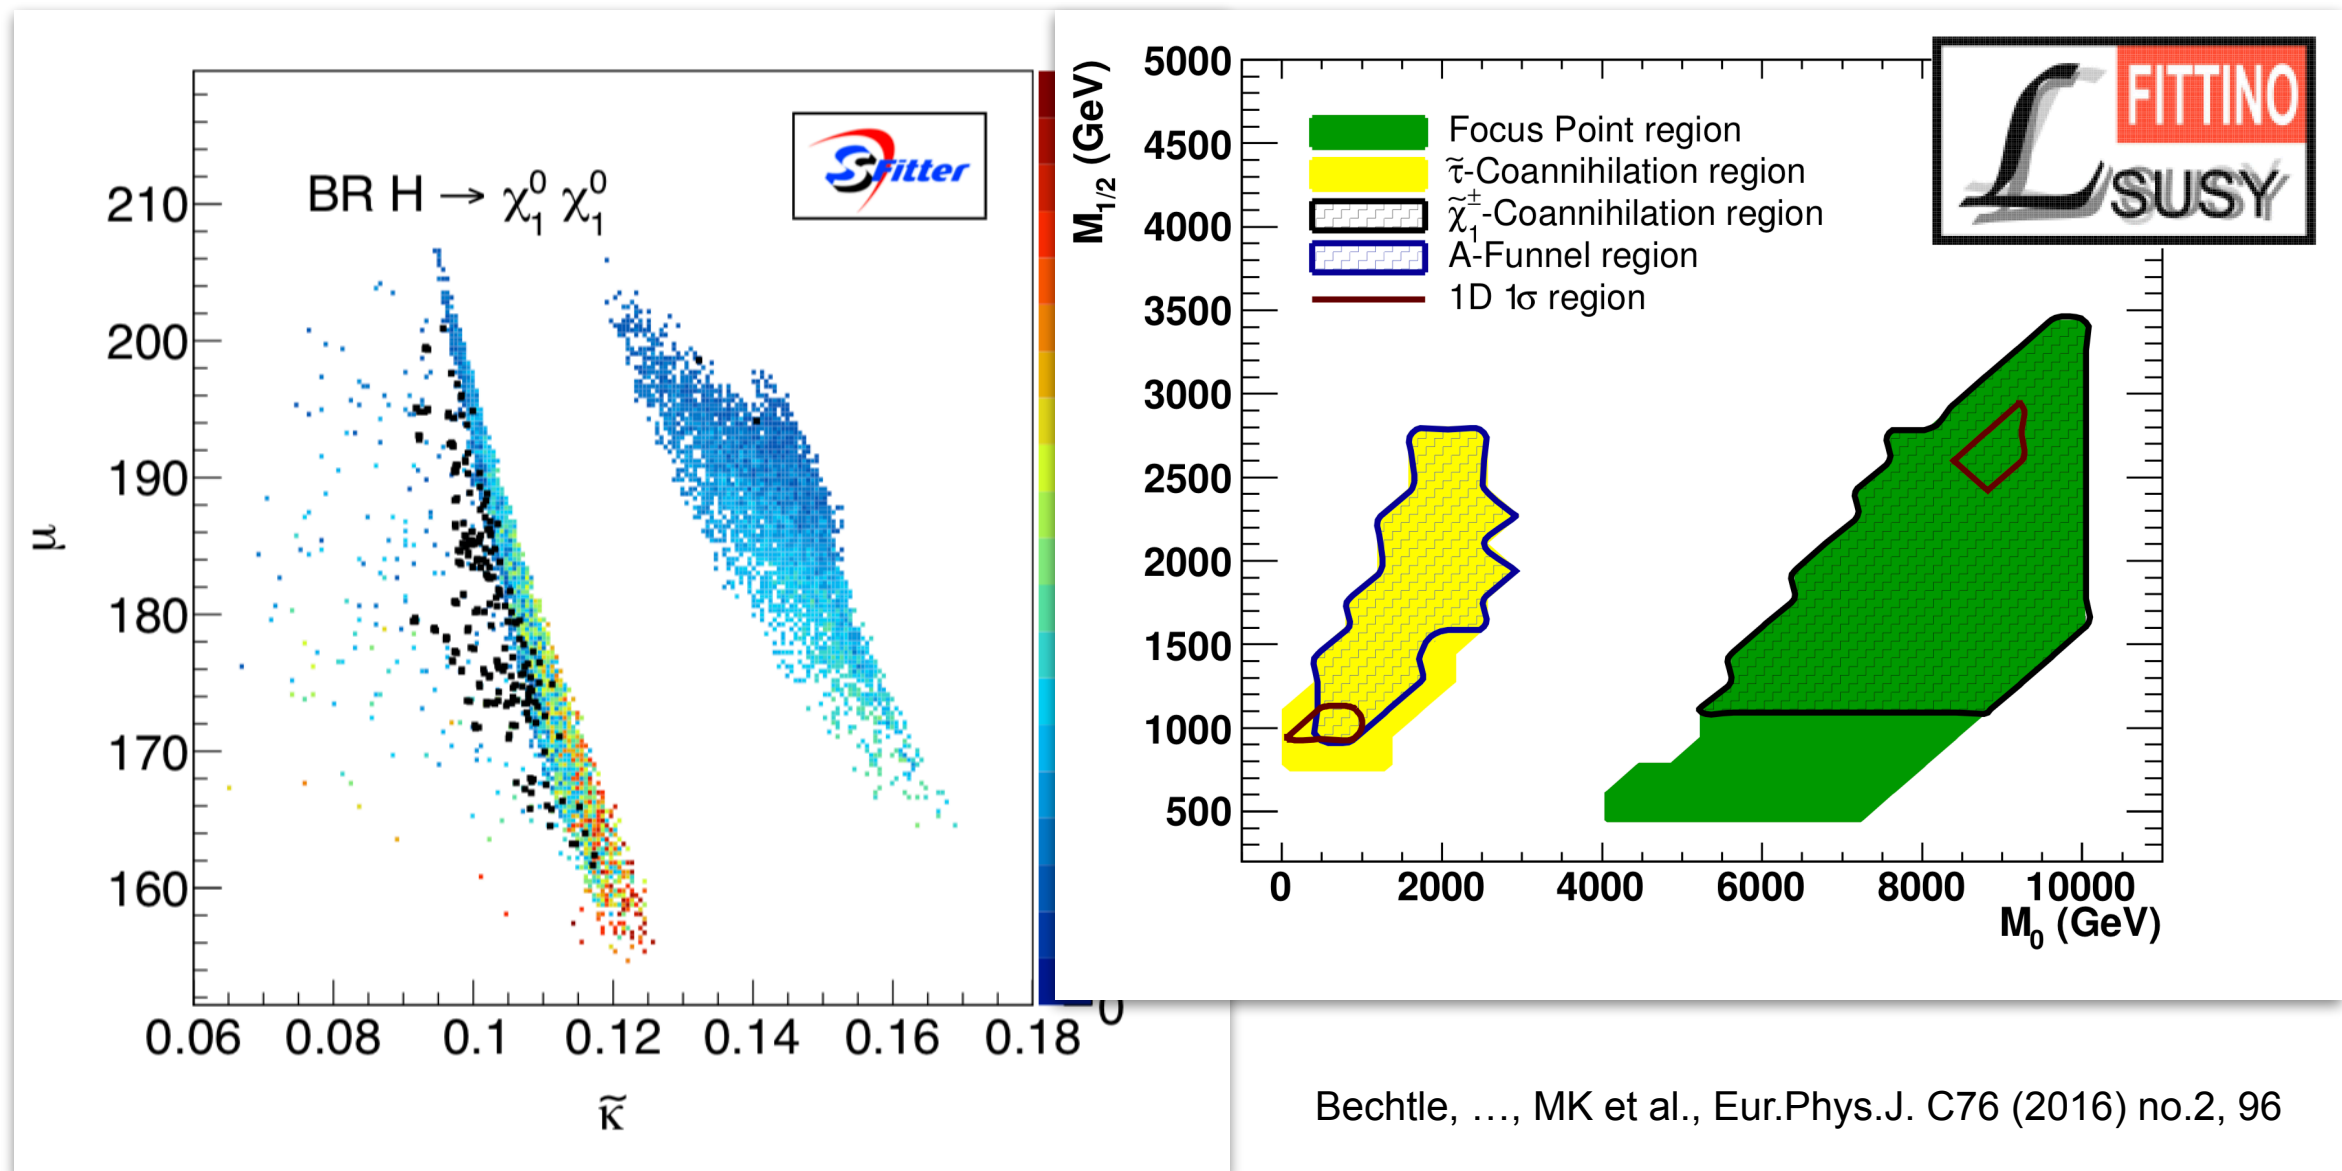 BR H → χ₁⁰ χ₁⁰
SFitter
210
200
190
180
170
160
μ
0.06 0.08 0.1 0.12 0.14 0.16 0.18
0
κ̃
M₁/₂ (GeV)
5000
4500
4000
3500
3000
2500
2000
1500
1000
500
Focus Point region
τ̃-Coannihilation region
χ̃₁±-Coannihilation region
A-Funnel region
1D 1σ region
FITTINO
SUSY
0 2000 4000 6000 8000 10000
M₀ (GeV)
Bechtle, …, MK et al., Eur.Phys.J. C76 (2016) no.2, 96